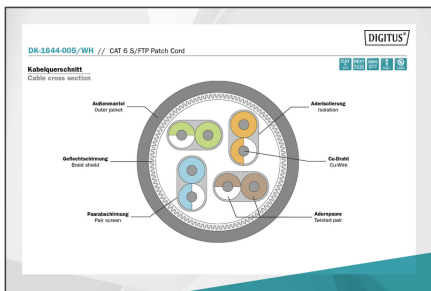 DIGITUS®
DK-1644-005/WH // CAT 6 S/FTP Patch Cord
Kabelquerschnitt
Cable cross section
Außenmantel
Outer jacket
Aderisolierung
Isolation
Geflechtschirmung
Braid shield
Cu-Draht
Cu-Wire
Paarabschirmung
Pair screen
Adernpaare
Twisted pair